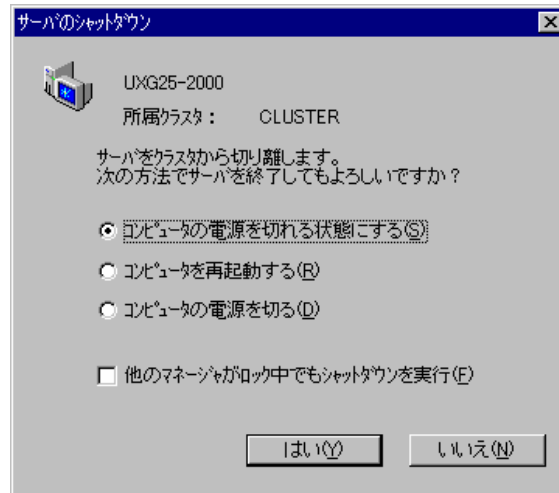 サーバのシャットダウン
UXG25-2000
所属クラスタ： CLUSTER
サーバをクラスタから切り離します。
次の方法でサーバを終了してもよろしいですか？
コンピュータの電源を切れる状態にする(S)
コンピュータを再起動する(R)
コンピュータの電源を切る(D)
他のマネージャがロック中でもシャットダウンを実行(F)
はい(Y) いいえ(N)